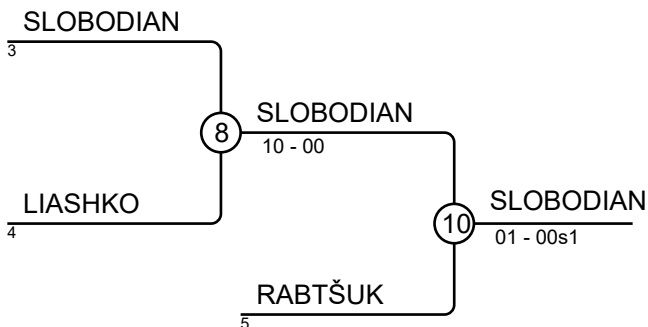 SLOBODIAN
3
8
SLOBODIAN
10 - 00
LIASHKO
4
10
SLOBODIAN
01 - 00s1
RABTŠUK
5